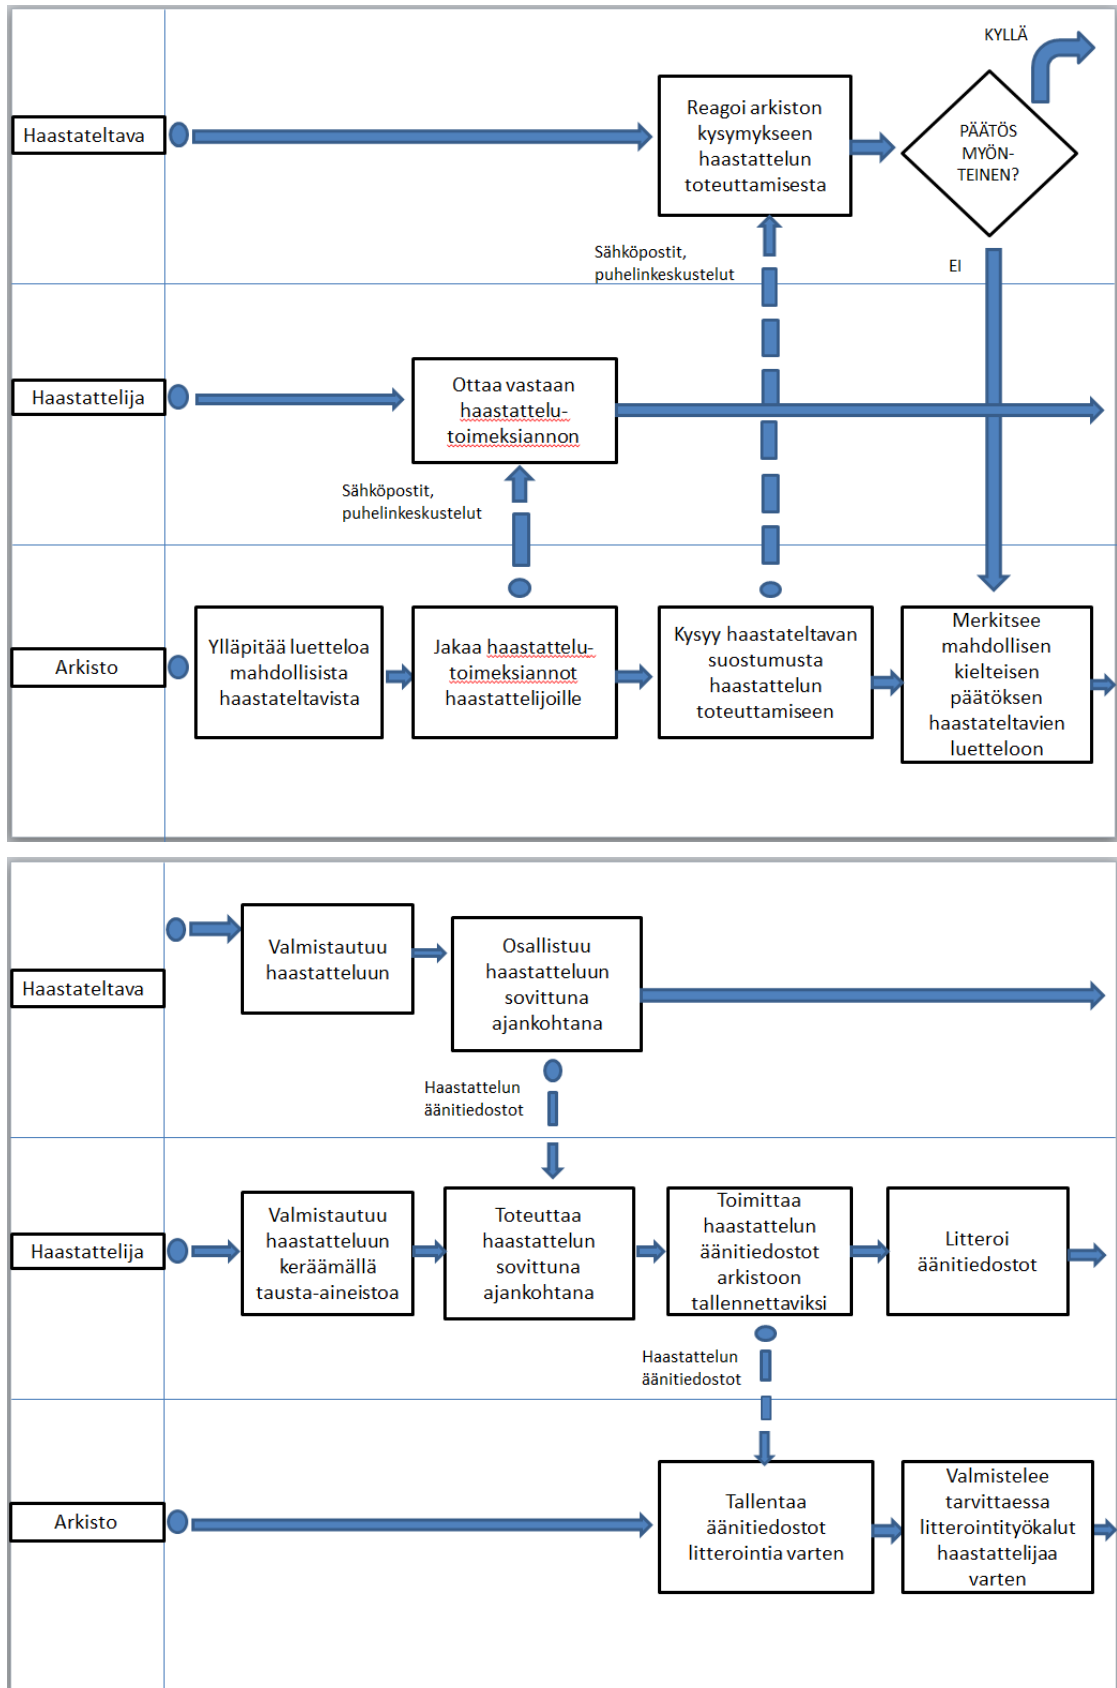 KYLLÄ
Haastateltava
Reagoi arkiston
kysymykseen
haastattelun
toteuttamisesta
PÄÄTÖS
MYÖN-
TEINEN?
Sähköpostit,
puhelinkeskustelut
EI
Haastattelija
Ottaa vastaan
haastattelu-
toimeksiannon
Sähköpostit,
puhelinkeskustelut
Arkisto
Ylläpitää luetteloa
mahdollisista
haastateltavista
Jakaa haastattelu-
toimeksiannot
haastattelijoille
Kysyy haastateltavan
suostumusta
haastattelun
toteuttamiseen
Merkitsee
mahdollisen
kielteisen
päätöksen
haastateltavien
luetteloon
Haastateltava
Valmistautuu
haastatteluun
Osallistuu
haastatteluun
sovittuna
ajankohtana
Haastattelun
äänitiedostot
Haastattelija
Valmistautuu
haastatteluun
keräämällä
tausta-aineistoa
Toteuttaa
haastattelun
sovittuna
ajankohtana
Toimittaa
haastattelun
äänitiedostot
arkistoon
tallennettaviksi
Litteroi
äänitiedostot
Haastattelun
äänitiedostot
Arkisto
Tallentaa
äänitiedostot
litterointia varten
Valmistelee
tarvittaessa
litterointityökalut
haastattelijaa
varten